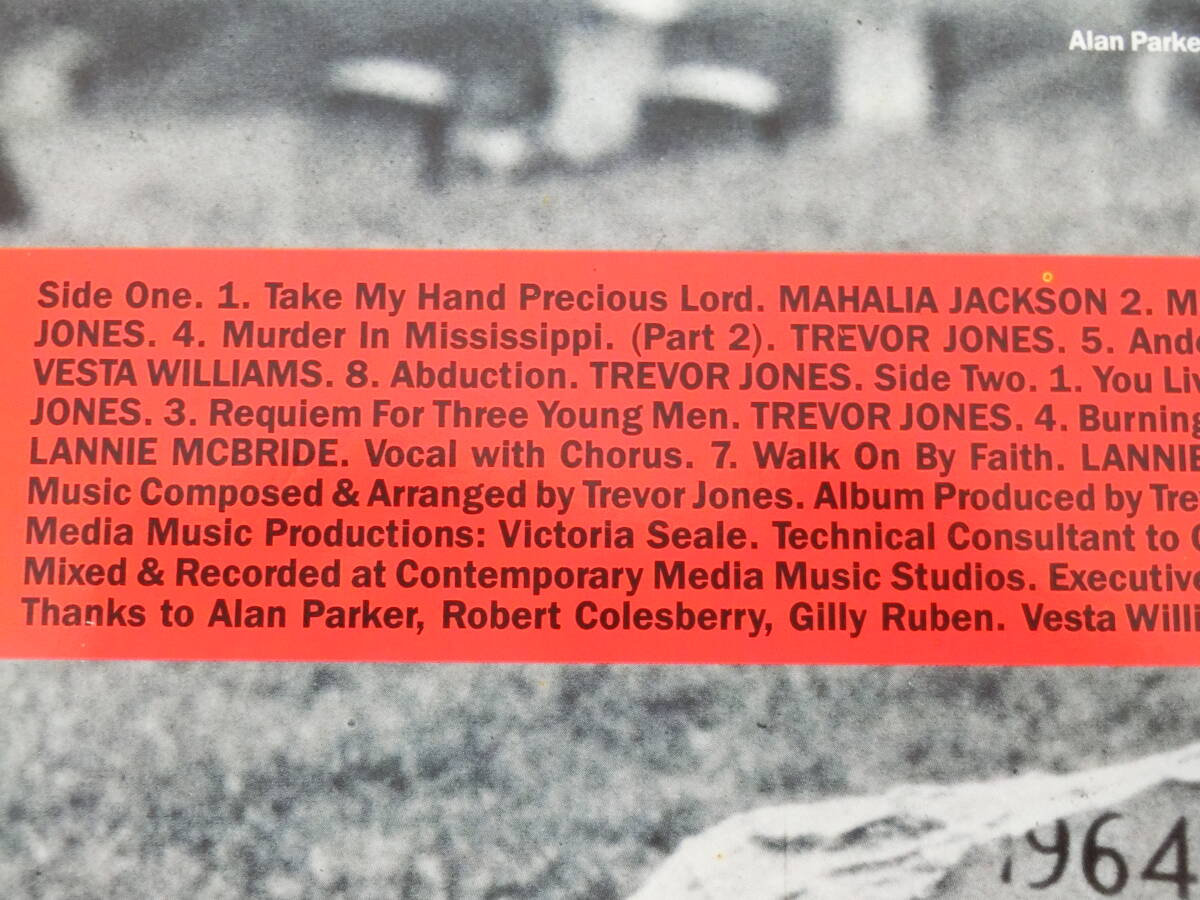 Alan Parke
Side One. 1. Take My Hand Precious Lord. MAHALIA JACKSON 2. M
JONES. 4. Murder In Mississippi. (Part 2). TREVOR JONES. 5. Ande
VESTA WILLIAMS. 8. Abduction. TREVOR JONES. Side Two. 1. You Liv
JONES. 3. Requiem For Three Young Men. TREVOR JONES. 4. Burning
LANNIE MCBRIDE. Vocal with Chorus. 7. Walk On By Faith. LANNIE
Music Composed & Arranged by Trevor Jones. Album Produced by Tre
Media Music Productions: Victoria Seale. Technical Consultant to C
Mixed & Recorded at Contemporary Media Music Studios. Executive
Thanks to Alan Parker, Robert Colesberry, Gilly Ruben. Vesta Willi
1964